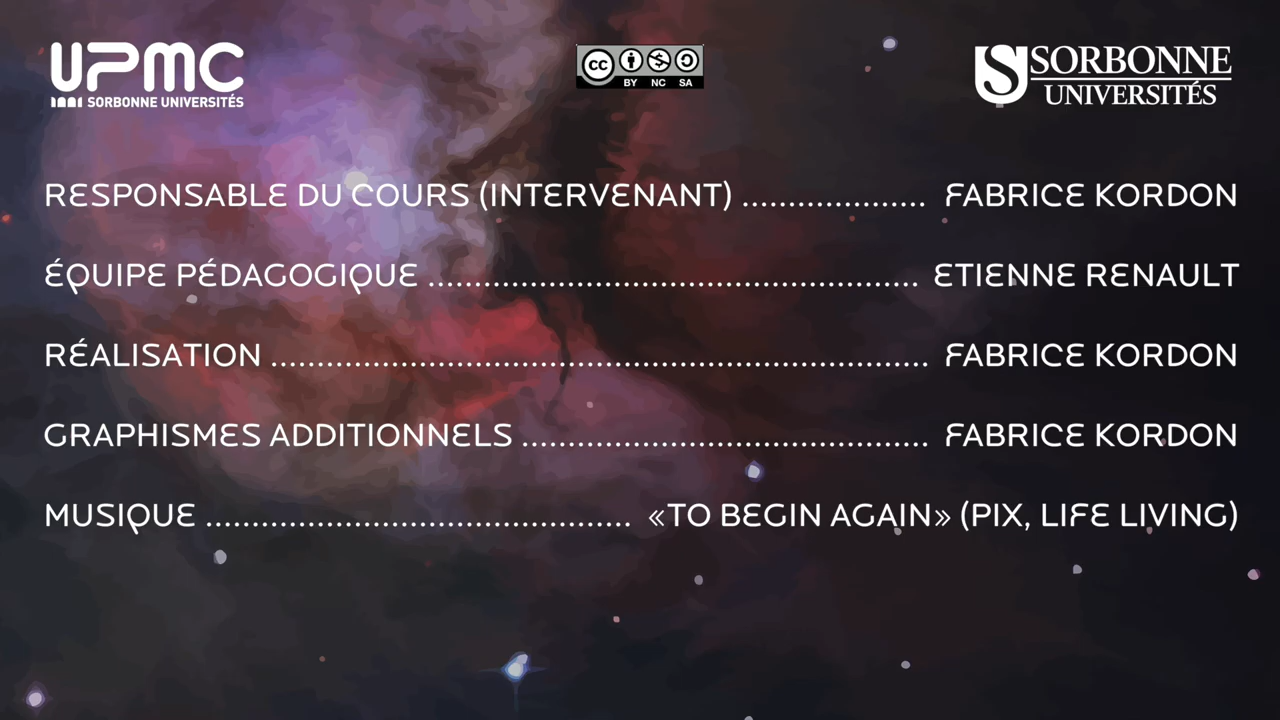 UPMC
SORBONNE UNIVERSITÉS
CC BY NC SA
SORBONNE
UNIVERSITÉS
RESPONSABLE DU COURS (INTERVENANT) .................... FABRICE KORDON
ÉQUIPE PÉDAGOGIQUE ..................................................... ETIENNE RENAULT
RÉALISATION ....................................................................... FABRICE KORDON
GRAPHISMES ADDITIONNELS ............................................ FABRICE KORDON
MUSIQUE .............................................. «TO BEGIN AGAIN» (PIX, LIFE LIVING)